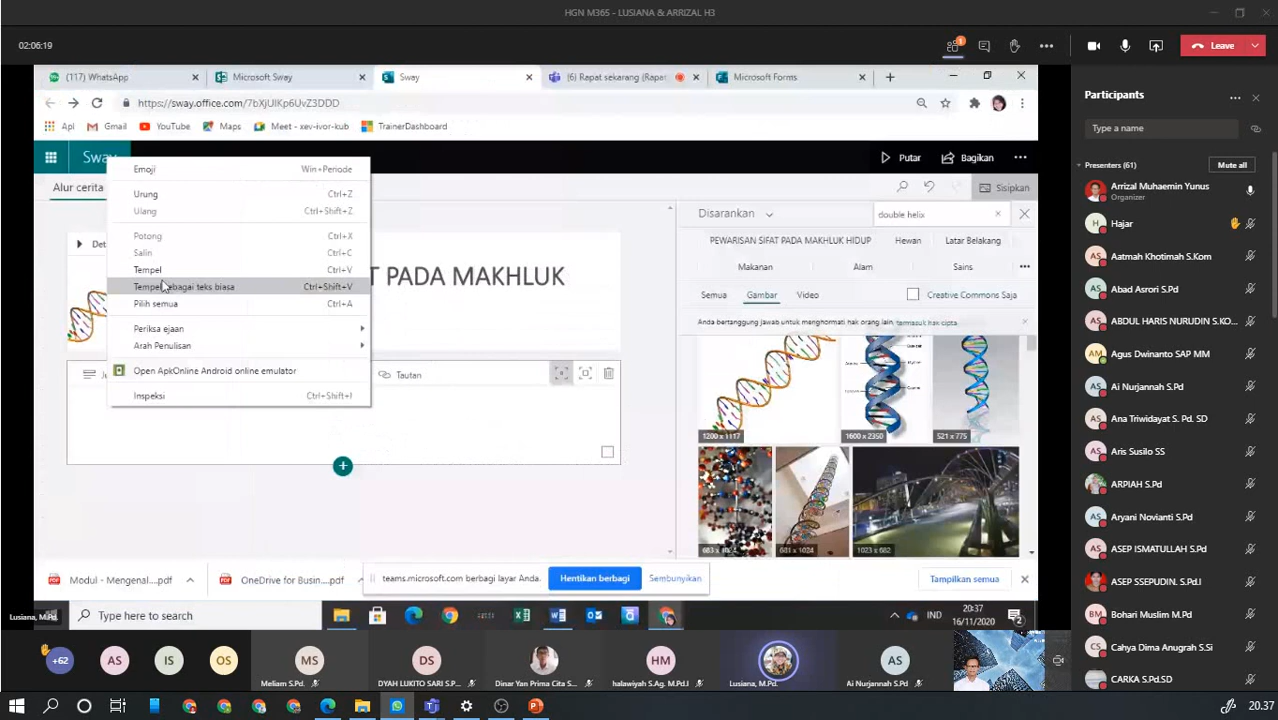 HGN M365 - LUSIANA & ARRIZAL H3
02:06:19
1
Leave
(117) WhatsApp
Microsoft Sway
Sway
(6) Rapat sekarang (Rapat
Microsoft Forms
https://sway.office.com/7bXjUlKp6UvZ3DDD
Apl
Gmail
YouTube
Maps
Meet - xev-ivor-kub
TrainerDashboard
Sway
Putar
Bagikan
Alur cerita
Sisipkan
Emoji Win+Periode
Urung Ctrl+Z
Ulang Ctrl+Shift+Z
Potong Ctrl+X
Salin Ctrl+C
Tempel Ctrl+V
Tempel sebagai teks biasa Ctrl+Shift+V
Pilih semua Ctrl+A
Periksa ejaan
Arah Penulisan
Open ApkOnline Android online emulator
Inspeksi Ctrl+Shift+I
Det
AT PADA MAKHLUK
Tautan
Disarankan
double helix
PEWARISAN SIFAT PADA MAKHLUK HIDUP
Hewan
Latar Belakang
Makanan
Alam
Sains
Semua
Gambar
Video
Creative Commons Saja
Anda bertanggung jawab untuk menghormati hak orang lain, termasuk hak cipta
1200 x 1117
1600 x 2350
521 x 775
681 x 1024
1023 x 682
Modul - Mengenal....pdf
OneDrive for Busin....pdf
teams.microsoft.com berbagi layar Anda.
Hentikan berbagi
Sembunyikan
Tampilkan semua
Lusiana, M.Pd.
Type here to search
IND
20:37
16/11/2020
2
Participants
Type a name
Presenters (61)
Mute all
Arrizal Muhaemin Yunus
Organizer
H
Hajar
Aatmah Khotimah S.Kom
AS
Abad Asrori S.Pd
ABDUL HARIS NURUDIN S.KO...
AM
Agus Dwinanto SAP MM
Ai Nurjannah S.Pd
Ana Triwidayat S. Pd. SD
Aris Susilo SS
ARPIAH S.Pd
AS
Aryani Novianti S.Pd
ASEP ISMATULLAH S.Pd
ASEP SSEPUDIN. S.Pd.I
Bohari Muslim M.Pd
Cahya Dima Anugrah S.Si
CARKA S.Pd.SD
+62
AS
IS
OS
MS
Meliam S.Pd.
DS
DYAH LUKITO SARI S.P...
Dinar Yan Prima Cita S...
HM
halawiyah S.Ag. M.Pd.I
Lusiana, M.Pd.
AS
Ai Nurjannah S.Pd
20.37